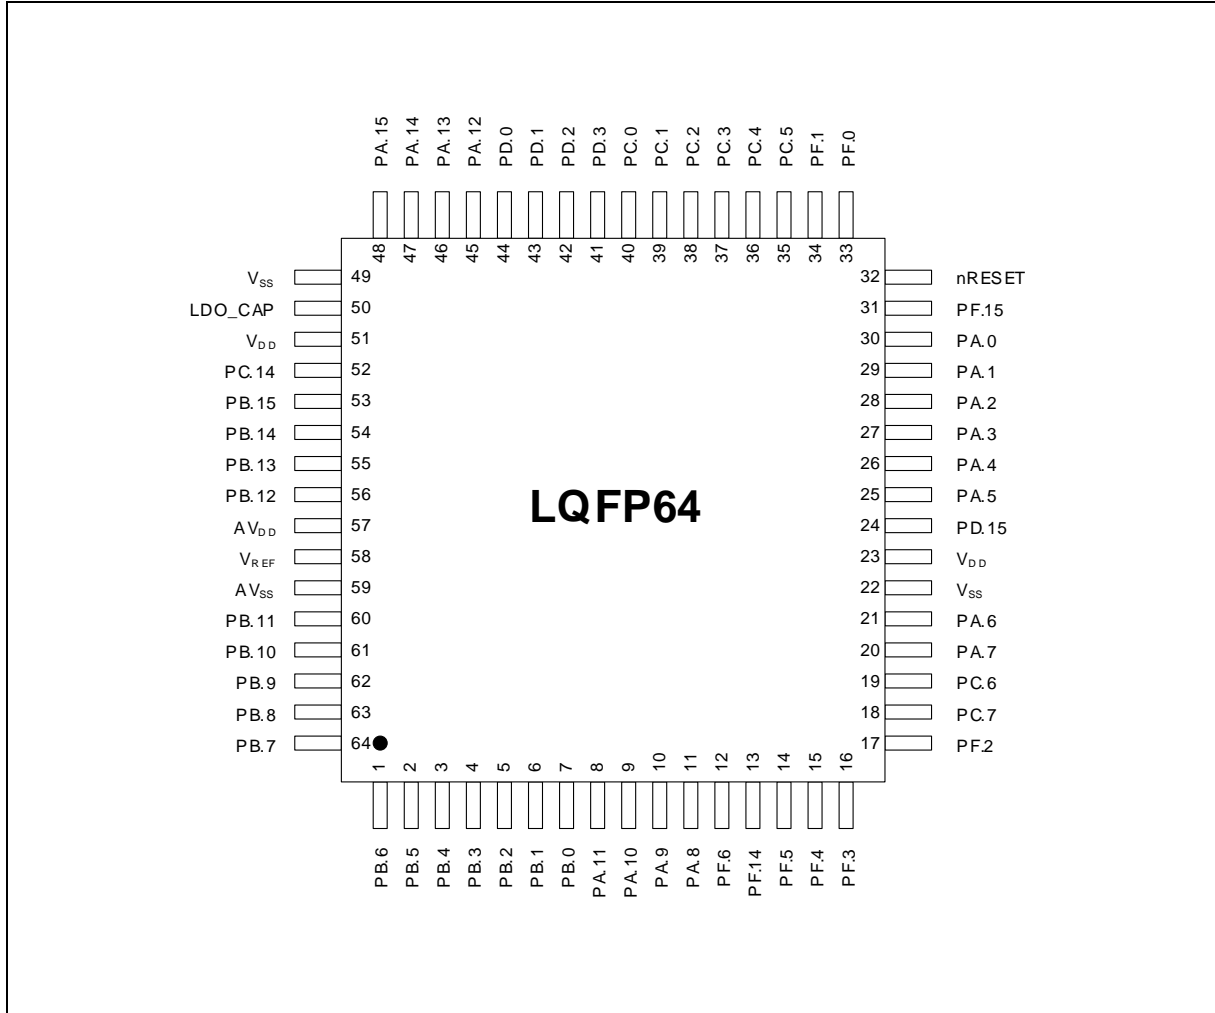 PA.15
PA.14
PA.13
PA.12
PD.0
PD.1
PD.2
PD.3
PC.0
PC.1
PC.2
PC.3
PC.4
PC.5
PF.1
PF.0
48
47
46
45
44
43
42
41
40
39
38
37
36
35
34
33
VSS 49
LDO_CAP 50
VDD 51
PC.14 52
PB.15 53
PB.14 54
PB.13 55
PB.12 56
AVDD 57
VREF 58
AVSS 59
PB.11 60
PB.10 61
PB.9 62
PB.8 63
PB.7 64
LQFP64
32 nRESET
31 PF.15
30 PA.0
29 PA.1
28 PA.2
27 PA.3
26 PA.4
25 PA.5
24 PD.15
23 VDD
22 VSS
21 PA.6
20 PA.7
19 PC.6
18 PC.7
17 PF.2
1
2
3
4
5
6
7
8
9
10
11
12
13
14
15
16
PB.6
PB.5
PB.4
PB.3
PB.2
PB.1
PB.0
PA.11
PA.10
PA.9
PA.8
PF.6
PF.14
PF.5
PF.4
PF.3